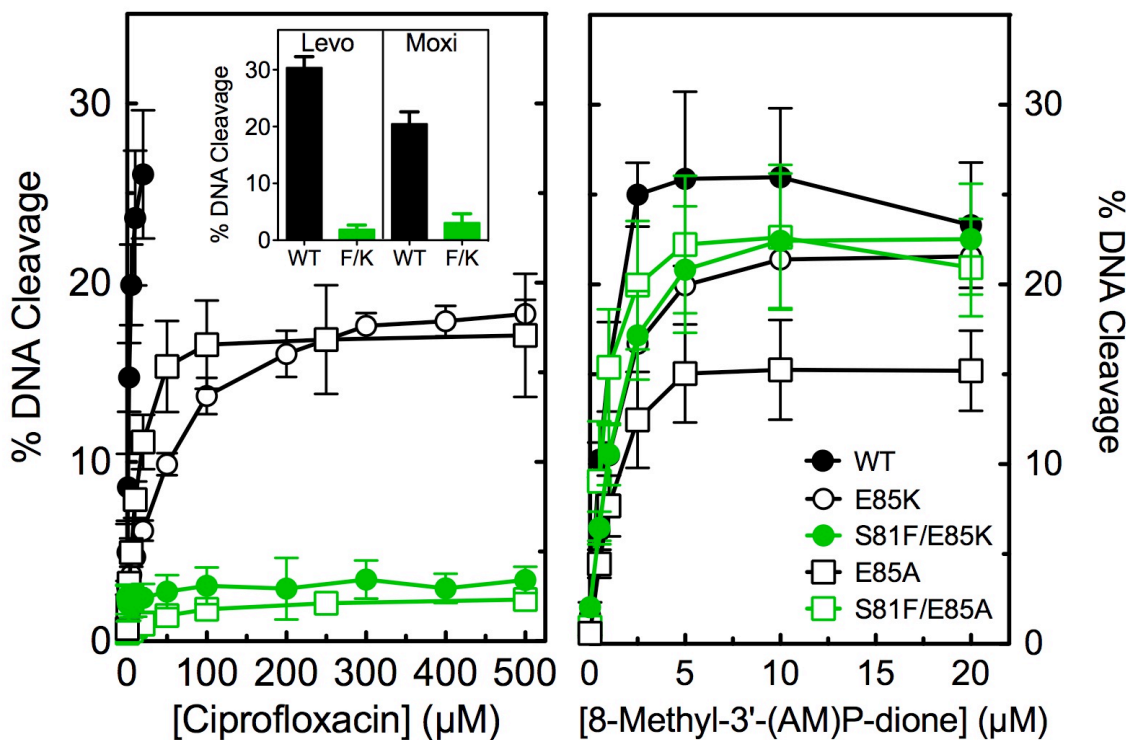 % DNA Cleavage
30
20
10
0
0 100 200 300 400 500
[Ciprofloxacin] (µM)
Levo Moxi
% DNA Cleavage
30
20
10
0
WT F/K WT F/K
WT
E85K
S81F/E85K
E85A
S81F/E85A
0 5 10 15 20
[8-Methyl-3'-(AM)P-dione] (µM)
30
20
10
0
% DNA Cleavage